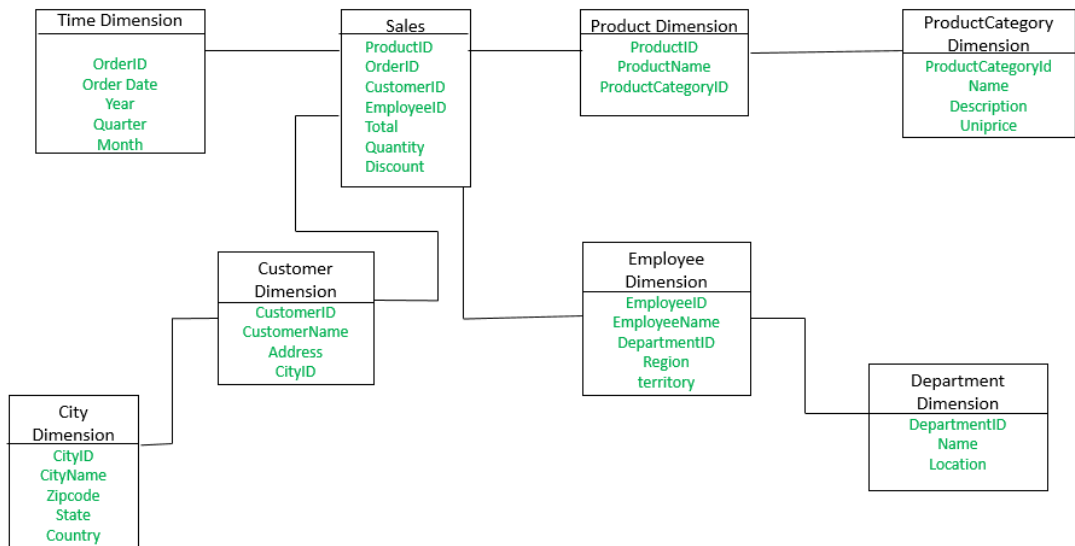 Time Dimension
OrderID
Order Date
Year
Quarter
Month
Sales
ProductID
OrderID
CustomerID
EmployeeID
Total
Quantity
Discount
Product Dimension
ProductID
ProductName
ProductCategoryID
ProductCategory
Dimension
ProductCategoryId
Name
Description
Uniprice
Customer
Dimension
CustomerID
CustomerName
Address
CityID
Employee
Dimension
EmployeeID
EmployeeName
DepartmentID
Region
territory
City
Dimension
CityID
CityName
Zipcode
State
Country
Department
Dimension
DepartmentID
Name
Location